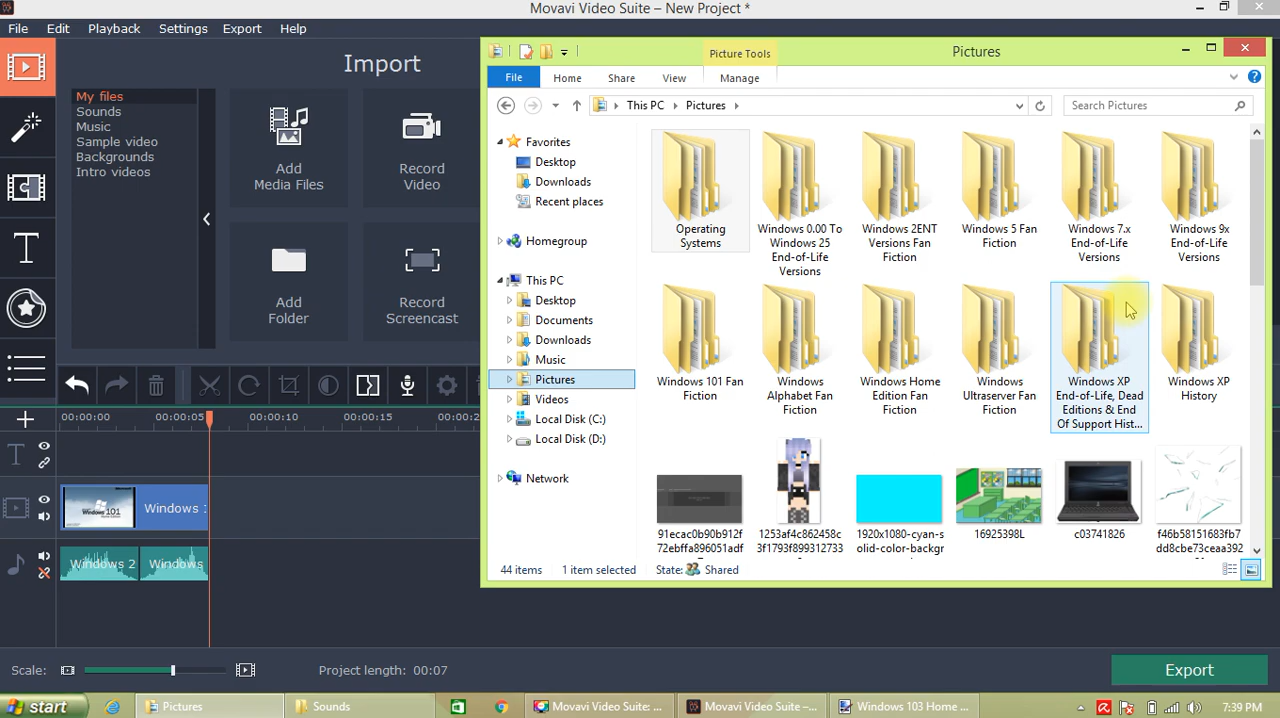 Movavi Video Suite – New Project *
File Edit Playback Settings Export Help
Import
My files
Sounds
Music
Sample video
Backgrounds
Intro videos
Add
Media Files
Record
Video
Add
Folder
Record
Screencast
Picture Tools
Pictures
File Home Share View Manage
This PC Pictures
Search Pictures
Favorites
Desktop
Downloads
Recent places
Homegroup
This PC
Desktop
Documents
Downloads
Music
Pictures
Videos
Local Disk (C:)
Local Disk (D:)
Network
Operating
Systems
Windows 0.00 To
Windows 25
End-of-Life
Versions
Windows 2ENT
Versions Fan
Fiction
Windows 5 Fan
Fiction
Windows 7.x
End-of-Life
Versions
Windows 9x
End-of-Life
Versions
Windows 101 Fan
Fiction
Windows
Alphabet Fan
Fiction
Windows Home
Edition Fan
Fiction
Windows
Ultraserver Fan
Fiction
Windows XP
End-of-Life, Dead
Editions & End
Of Support Hist...
Windows XP
History
91ecac0b90b912f
72ebffa896051adf
1253af4c862458c
3f1793f899312733
1920x1080-cyan-s
olid-color-backgr
16925398L
c03741826
f46b58151683fb7
dd8cbe73ceaa392
44 items 1 item selected State: Shared
00:00:00 00:00:05 00:00:10 00:00:15 00:00:2
Windows 101
Windows :
Windows 2
Windows
Scale:
Project length: 00:07
Export
start
Pictures
Sounds
Movavi Video Suite: ...
Movavi Video Suite –...
Windows 103 Home ...
7:39 PM